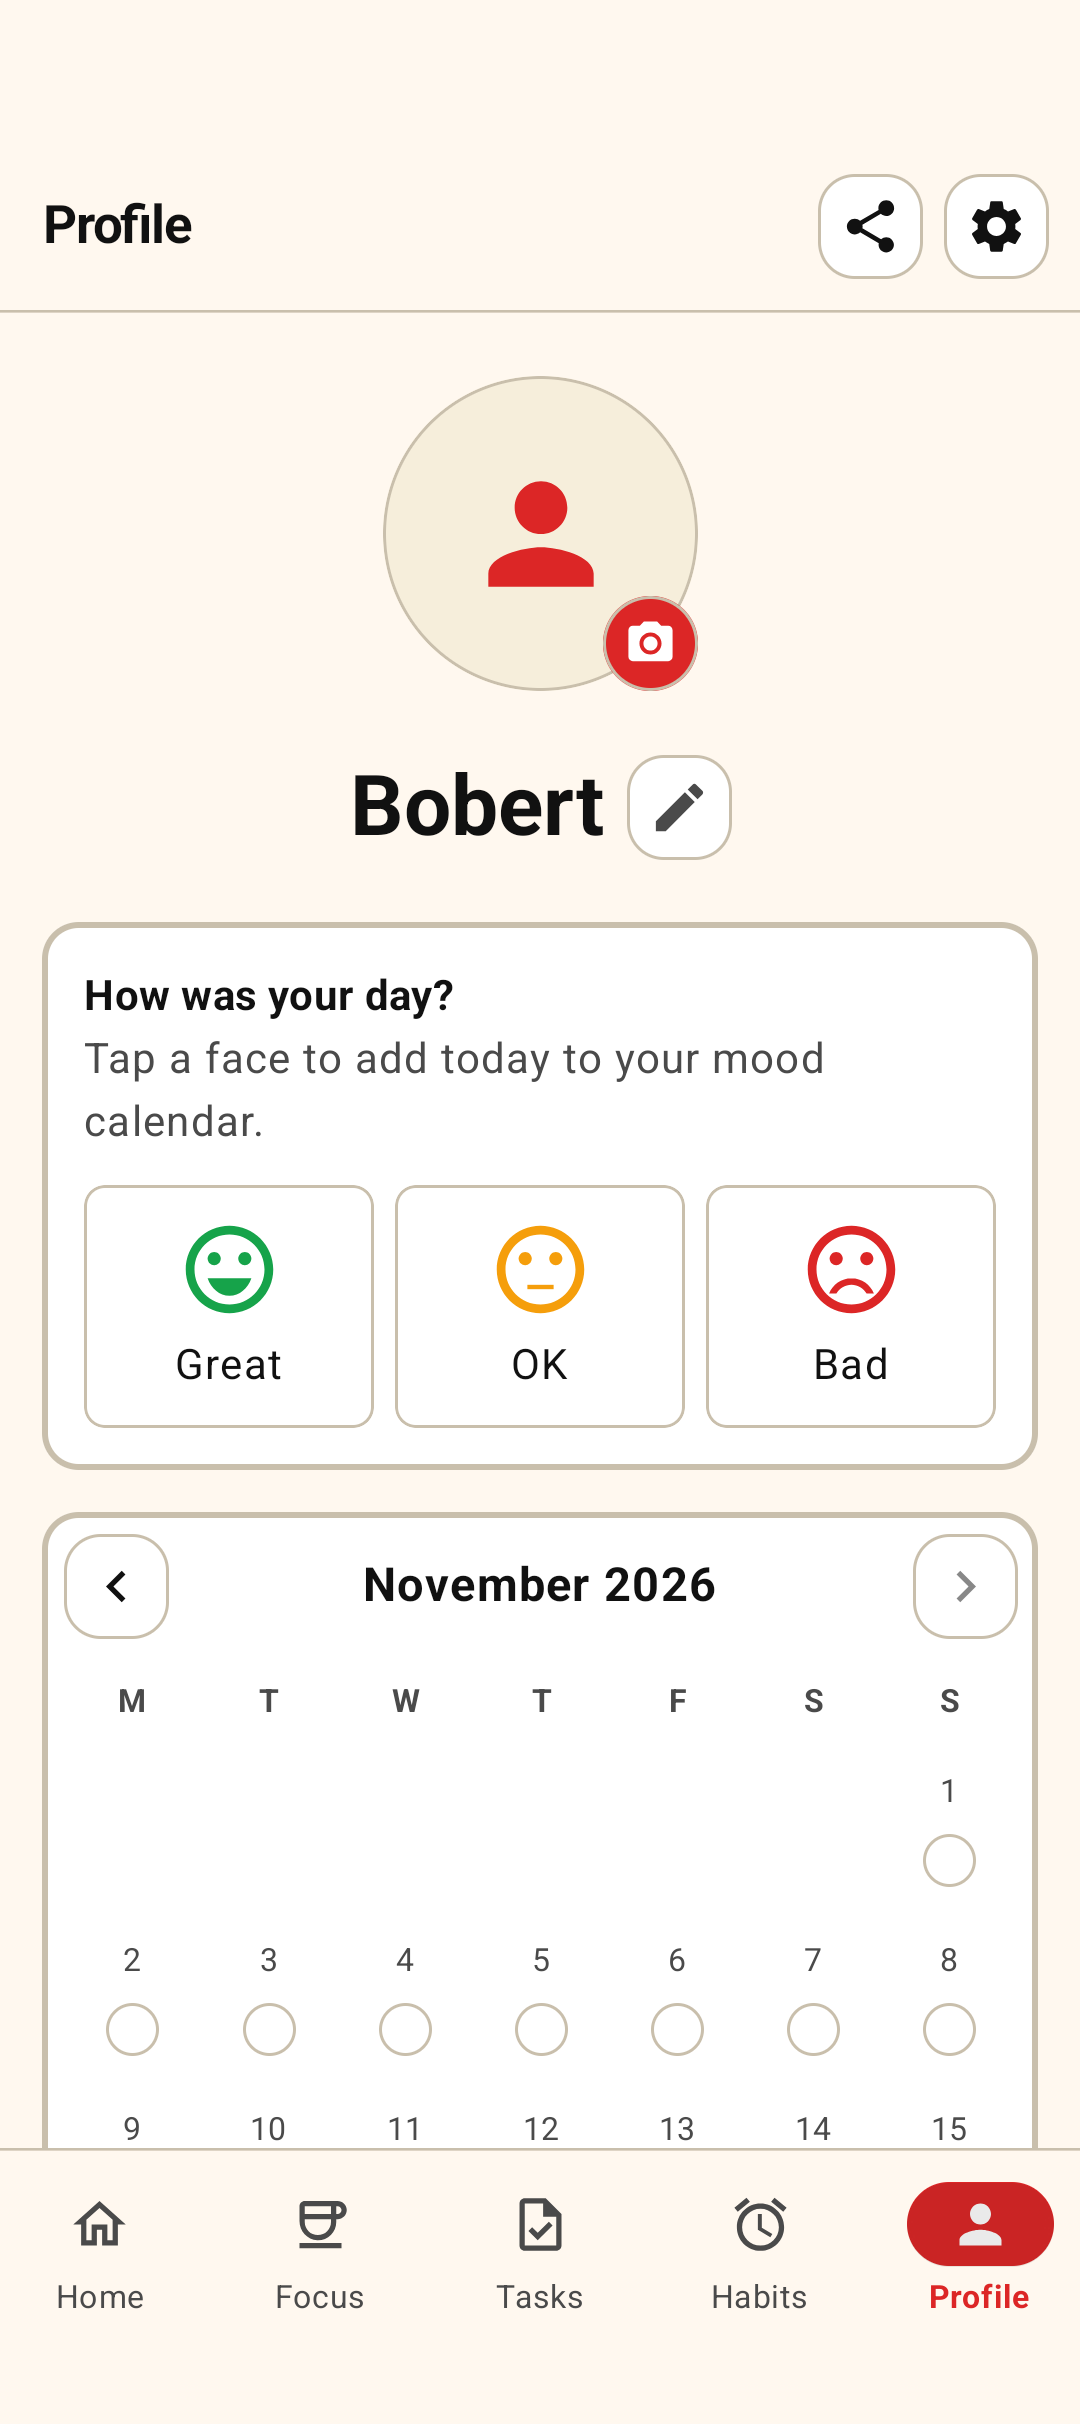 Profile
Bobert
How was your day?
Tap a face to add today to your mood
calendar.
Great OK Bad
November 2026
M T W T F S S
1
2 3 4 5 6 7 8
9 10 11 12 13 14 15
Home Focus Tasks Habits Profile